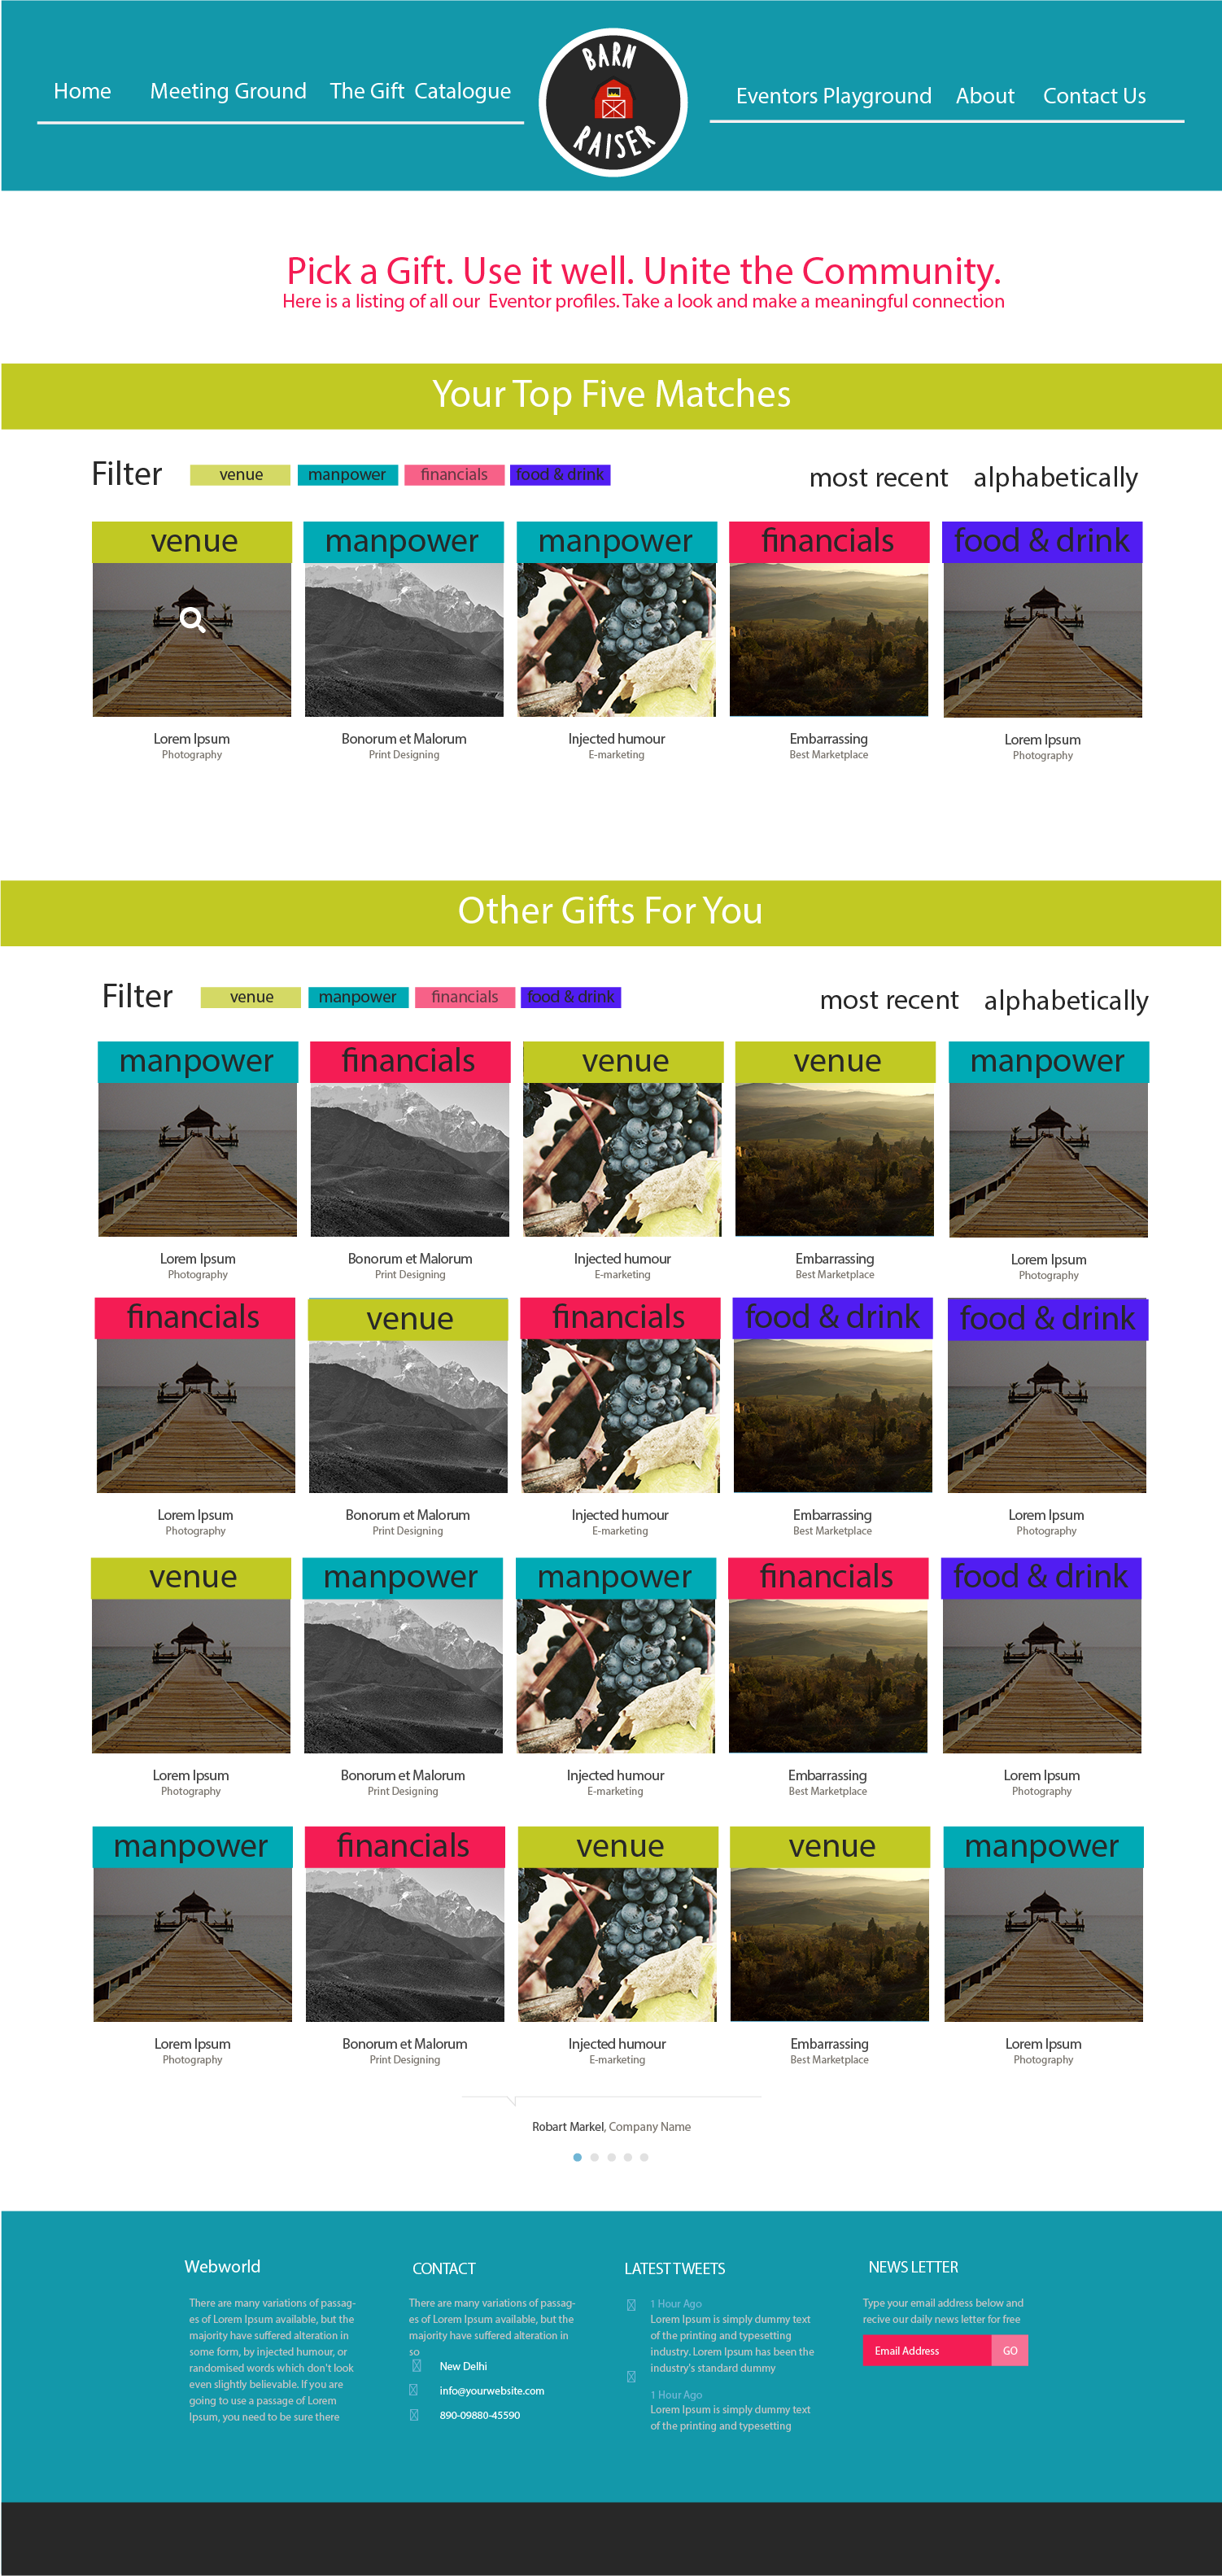 Home Meeting Ground The Gift Catalogue
BARN
RAISER
Eventors Playground About Contact Us
Pick a Gift. Use it well. Unite the Community.
Here is a listing of all our Eventor profiles. Take a look and make a meaningful connection
Your Top Five Matches
Filter venue manpower financials food & drink most recent alphabetically
venue manpower manpower financials food & drink
Lorem Ipsum Bonorum et Malorum Injected humour Embarrassing Lorem Ipsum
Photography Print Designing E-marketing Best Marketplace Photography
Other Gifts For You
Filter venue manpower financials food & drink most recent alphabetically
manpower financials venue venue manpower
Lorem Ipsum Bonorum et Malorum Injected humour Embarrassing Lorem Ipsum
Photography Print Designing E-marketing Best Marketplace Photography
financials venue financials food & drink food & drink
Lorem Ipsum Bonorum et Malorum Injected humour Embarrassing Lorem Ipsum
Photography Print Designing E-marketing Best Marketplace Photography
venue manpower manpower financials food & drink
Lorem Ipsum Bonorum et Malorum Injected humour Embarrassing Lorem Ipsum
Photography Print Designing E-marketing Best Marketplace Photography
manpower financials venue venue manpower
Lorem Ipsum Bonorum et Malorum Injected humour Embarrassing Lorem Ipsum
Photography Print Designing E-marketing Best Marketplace Photography
Robart Markel, Company Name
Webworld
There are many variations of passag-
es of Lorem Ipsum available, but the
majority have suffered alteration in
some form, by injected humour, or
randomised words which don't look
even slightly believable. If you are
going to use a passage of Lorem
Ipsum, you need to be sure there
CONTACT
There are many variations of passag-
es of Lorem Ipsum available, but the
majority have suffered alteration in
so
New Delhi
info@yourwebsite.com
890-09880-45590
LATEST TWEETS
1 Hour Ago
Lorem Ipsum is simply dummy text
of the printing and typesetting
industry. Lorem Ipsum has been the
industry's standard dummy
1 Hour Ago
Lorem Ipsum is simply dummy text
of the printing and typesetting
NEWS LETTER
Type your email address below and
recive our daily news letter for free
Email Address GO